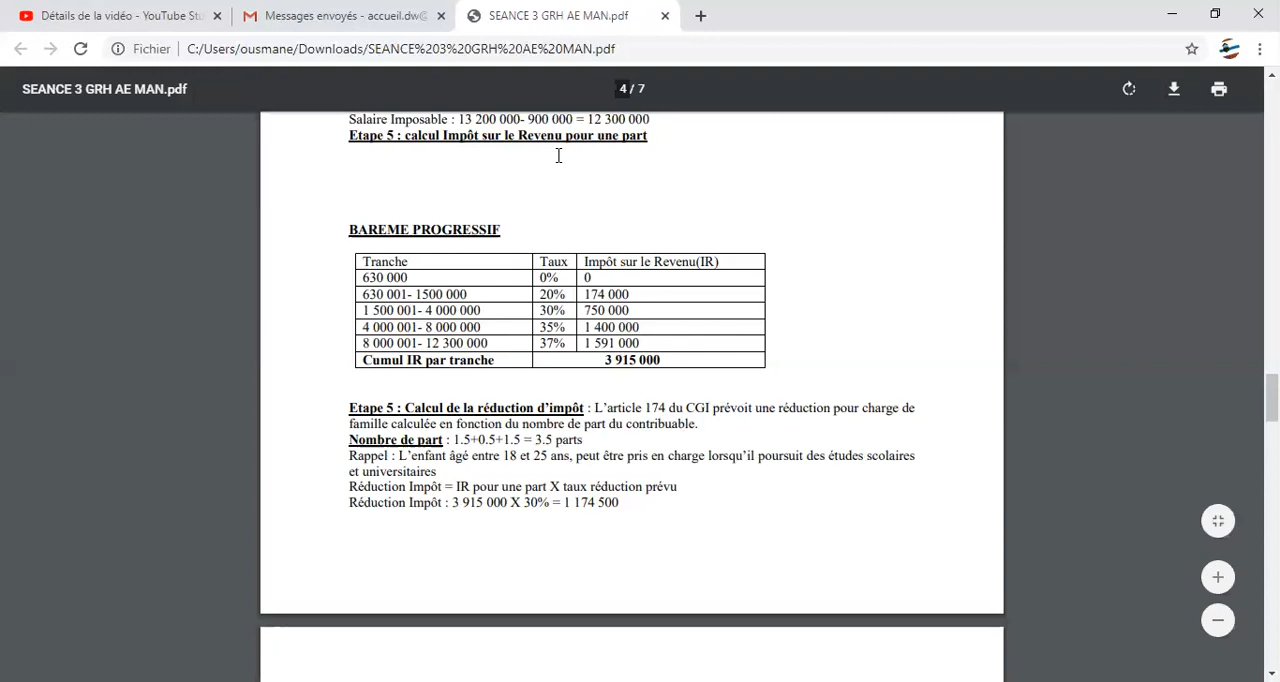 Détails de la vidéo - YouTube Stu
Messages envoyés - accueil.dw@
SEANCE 3 GRH AE MAN.pdf
Fichier
C:/Users/ousmane/Downloads/SEANCE%203%20GRH%20AE%20MAN.pdf
SEANCE 3 GRH AE MAN.pdf
4 / 7
Salaire Imposable : 13 200 000- 900 000 = 12 300 000
Etape 5 : calcul Impôt sur le Revenu pour une part
BAREME PROGRESSIF
Tranche Taux Impôt sur le Revenu(IR)
630 000 0% 0
630 001- 1500 000 20% 174 000
1 500 001- 4 000 000 30% 750 000
4 000 001- 8 000 000 35% 1 400 000
8 000 001- 12 300 000 37% 1 591 000
Cumul IR par tranche 3 915 000
Etape 5 : Calcul de la réduction d'impôt : L'article 174 du CGI prévoit une réduction pour charge de
famille calculée en fonction du nombre de part du contribuable.
Nombre de part : 1.5+0.5+1.5 = 3.5 parts
Rappel : L'enfant âgé entre 18 et 25 ans, peut être pris en charge lorsqu'il poursuit des études scolaires
et universitaires
Réduction Impôt = IR pour une part X taux réduction prévu
Réduction Impôt : 3 915 000 X 30% = 1 174 500